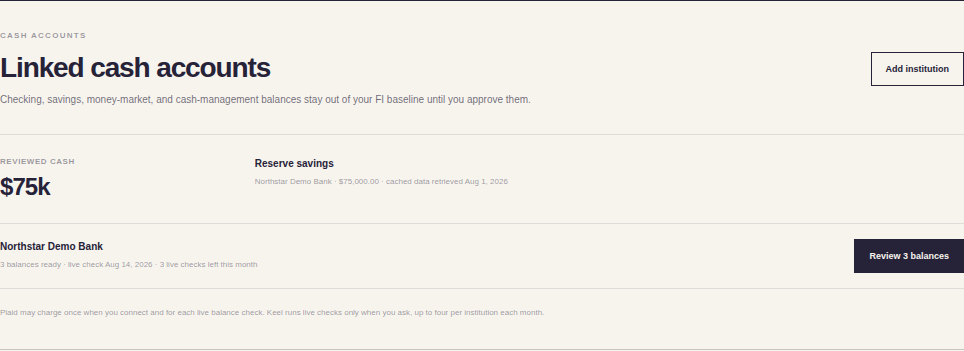 CASH ACCOUNTS
Linked cash accounts
Add institution
Checking, savings, money-market, and cash-management balances stay out of your FI baseline until you approve them.
REVIEWED CASH
$75k
Reserve savings
Northstar Demo Bank · $75,000.00 · cached data retrieved Aug 1, 2026
Northstar Demo Bank
3 balances ready · live check Aug 14, 2026 · 3 live checks left this month
Review 3 balances
Plaid may charge once when you connect and for each live balance check. Keel runs live checks only when you ask, up to four per institution each month.